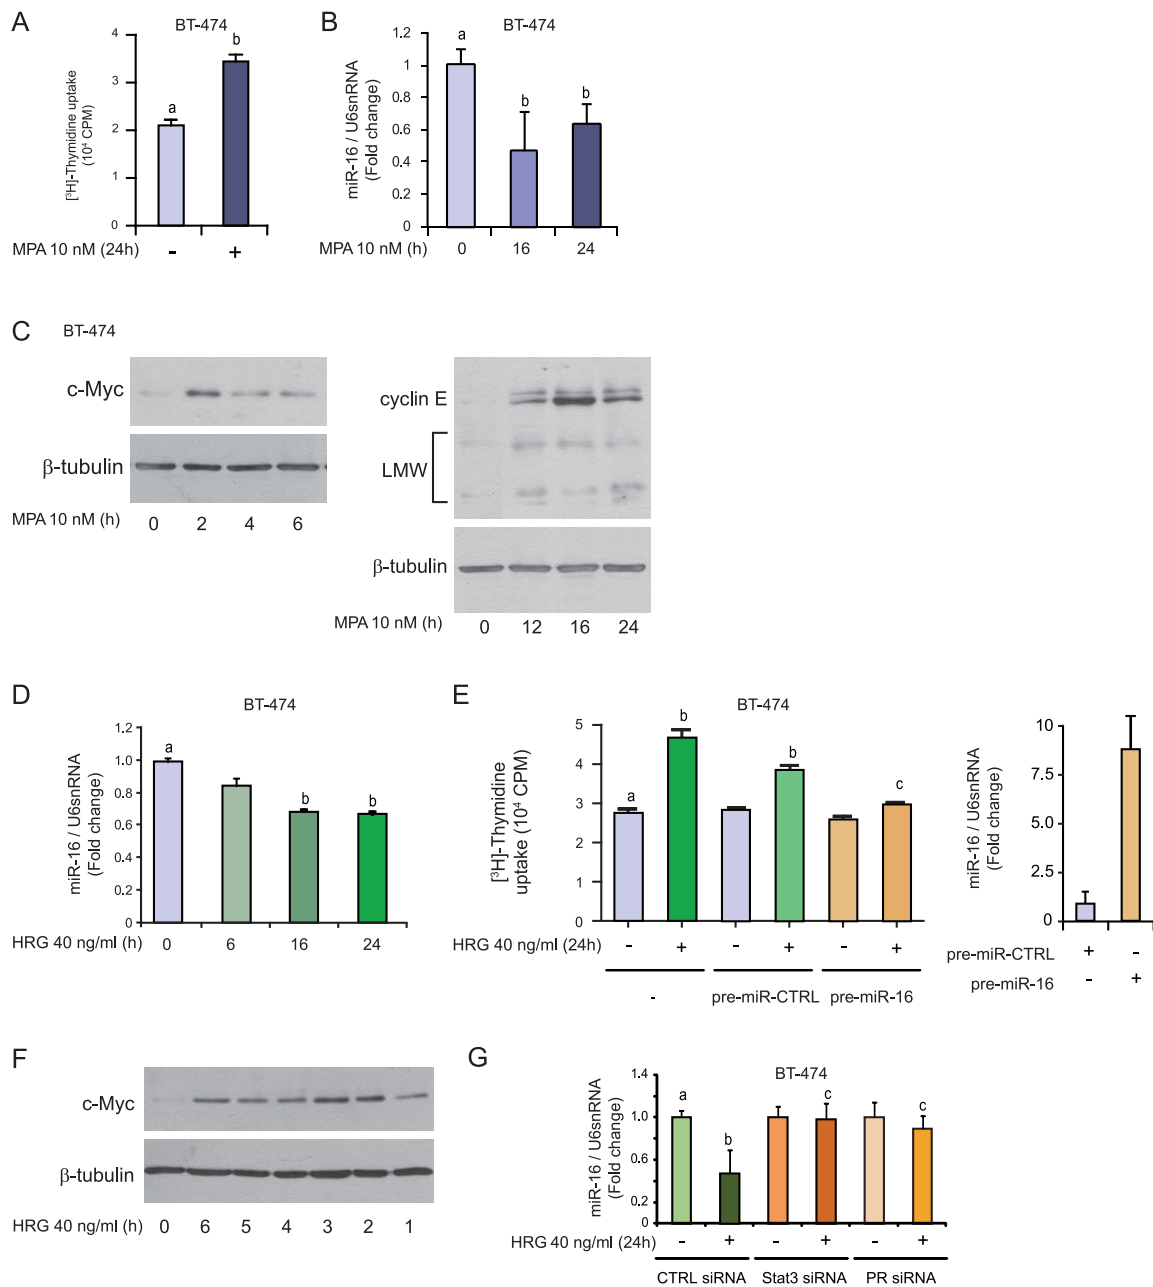 A
BT-474
[³H]-Thymidine uptake
(10⁴ CPM)
4
3
2
1
0
a
b
MPA 10 nM (24h)
- +
B
BT-474
miR-16 / U6snRNA
(Fold change)
1.2
1
0.8
0.6
0.4
0.2
0
a
b
b
MPA 10 nM (h)
0 16 24
C
BT-474
c-Myc
β-tubulin
MPA 10 nM (h)
0 2 4 6
cyclin E
LMW
β-tubulin
MPA 10 nM (h)
0 12 16 24
D
BT-474
miR-16 / U6snRNA
(Fold change)
1.2
1.0
0.8
0.6
0.4
0.2
0
a
b
b
HRG 40 ng/ml (h)
0 6 16 24
E
BT-474
[³H]-Thymidine
uptake (10⁴ CPM)
5
4
3
2
1
0
a
b
b
c
HRG 40 ng/ml (24h)
- + - + - +
- pre-miR-CTRL pre-miR-16
miR-16 / U6snRNA
(Fold change)
10
7.5
5.0
2.5
0
pre-miR-CTRL + -
pre-miR-16 - +
F
c-Myc
β-tubulin
HRG 40 ng/ml (h)
0 6 5 4 3 2 1
G
BT-474
miR-16 / U6snRNA
(Fold change)
1.4
1.0
0.8
0.6
0.4
0.2
0
a
b
c
c
HRG 40 ng/ml (24h)
- + - + - +
CTRL siRNA Stat3 siRNA PR siRNA